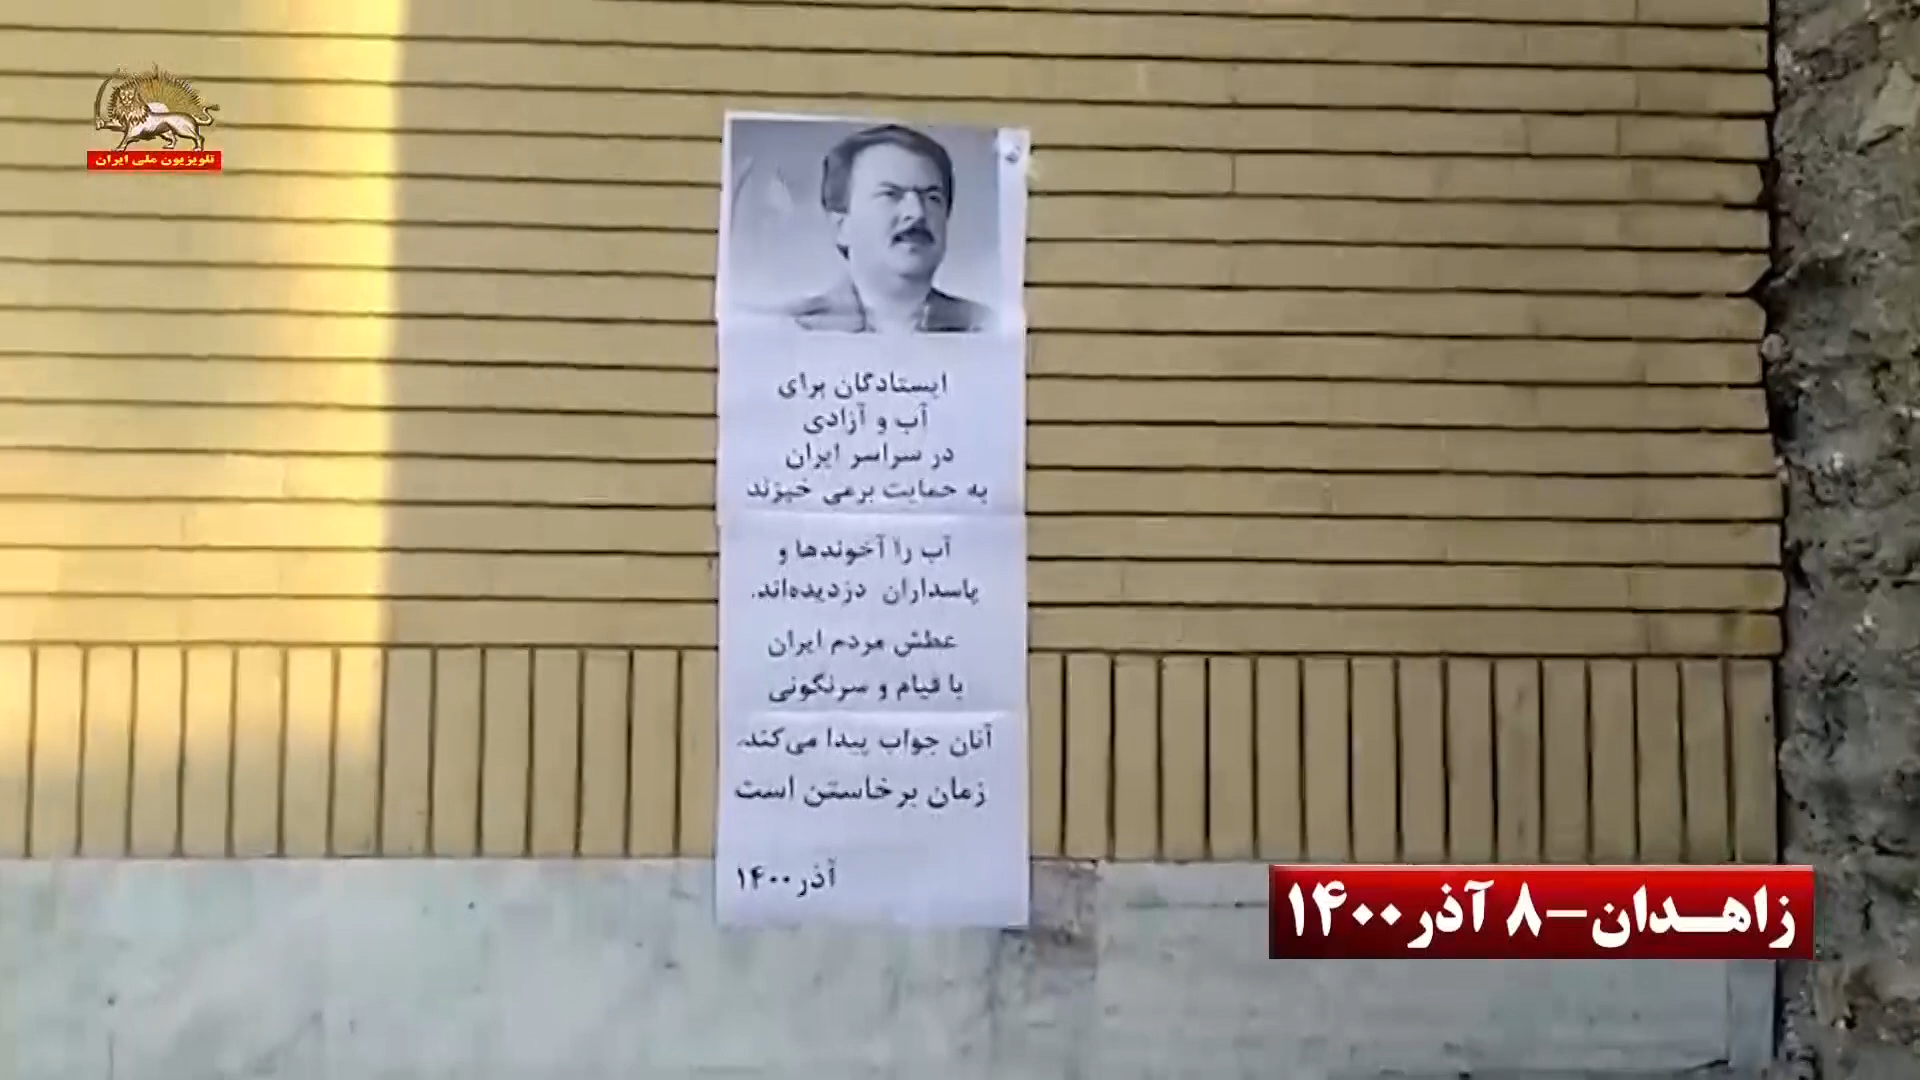 تلویزیون ملی ایران
ایستادگان برای
آب و آزادی
در سراسر ایران
به حمایت برمی خیزند
آب را آخوندها و
پاسداران دزدیده‌اند.
عطش مردم ایران
با قیام و سرنگونی
آنان جواب پیدا می‌کند.
زمان برخاستن است
آذر ۱۴۰۰
زاهـدان-۸ آذر ۱۴۰۰